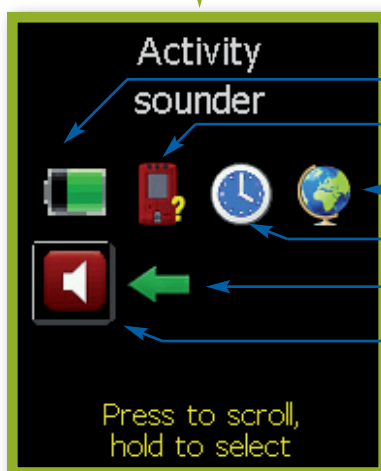 Activity
sounder
?
Press to scroll,
hold to select